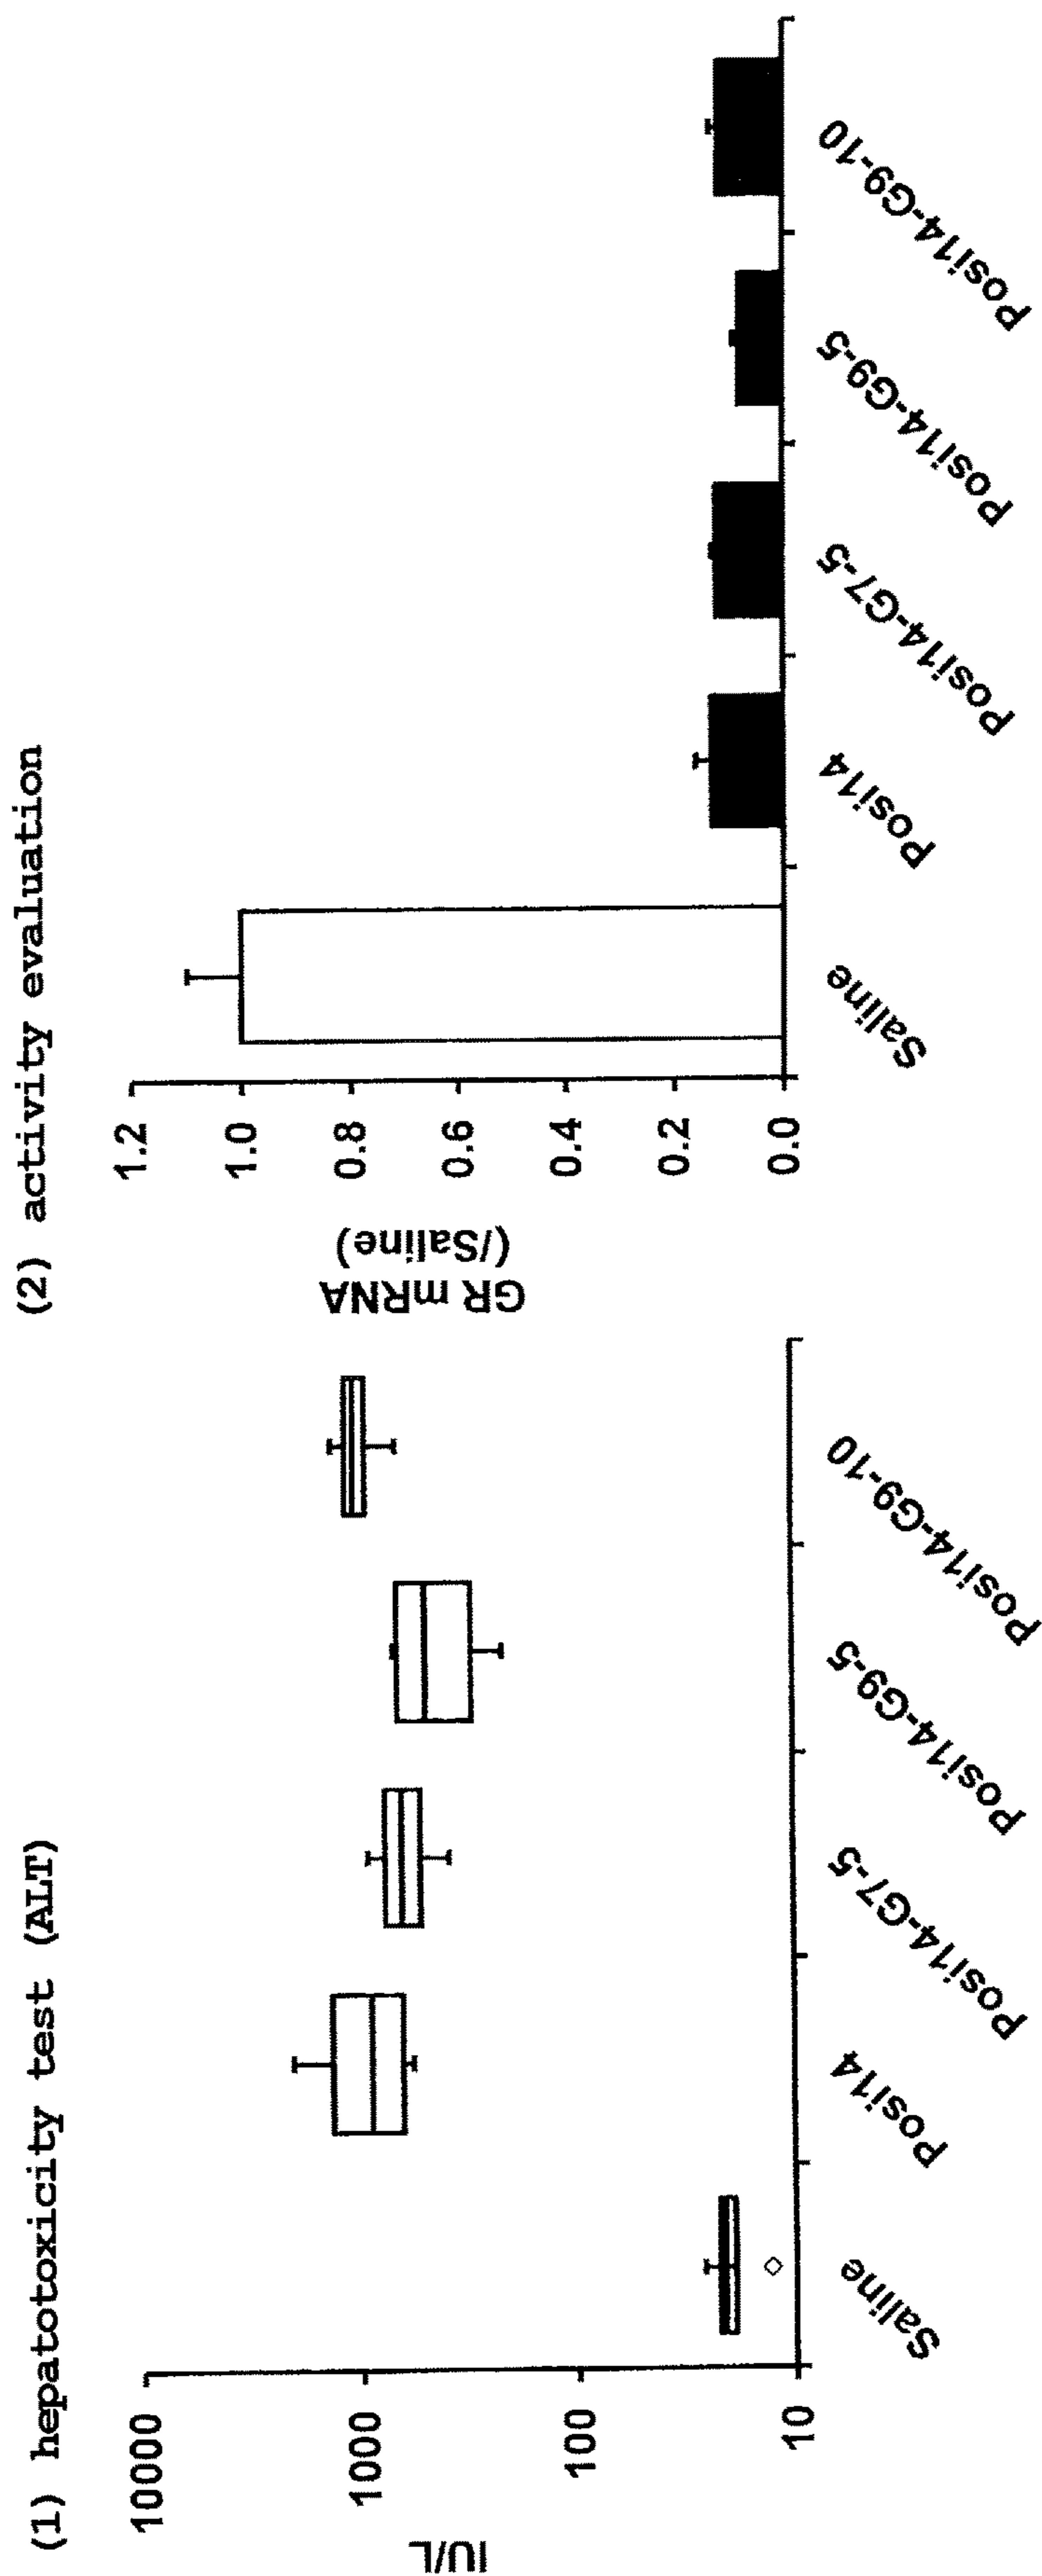 (1) hepatotoxicity test (ALT)
IU/L
10000
1000
100
10
Saline
Posi14
Posi14-G7-5
Posi14-G9-5
Posi14-G9-10
(2) activity evaluation
GR mRNA
(/Saline)
1.2
1.0
0.8
0.6
0.4
0.2
0.0
Saline
Posi14
Posi14-G7-5
Posi14-G9-5
Posi14-G9-10